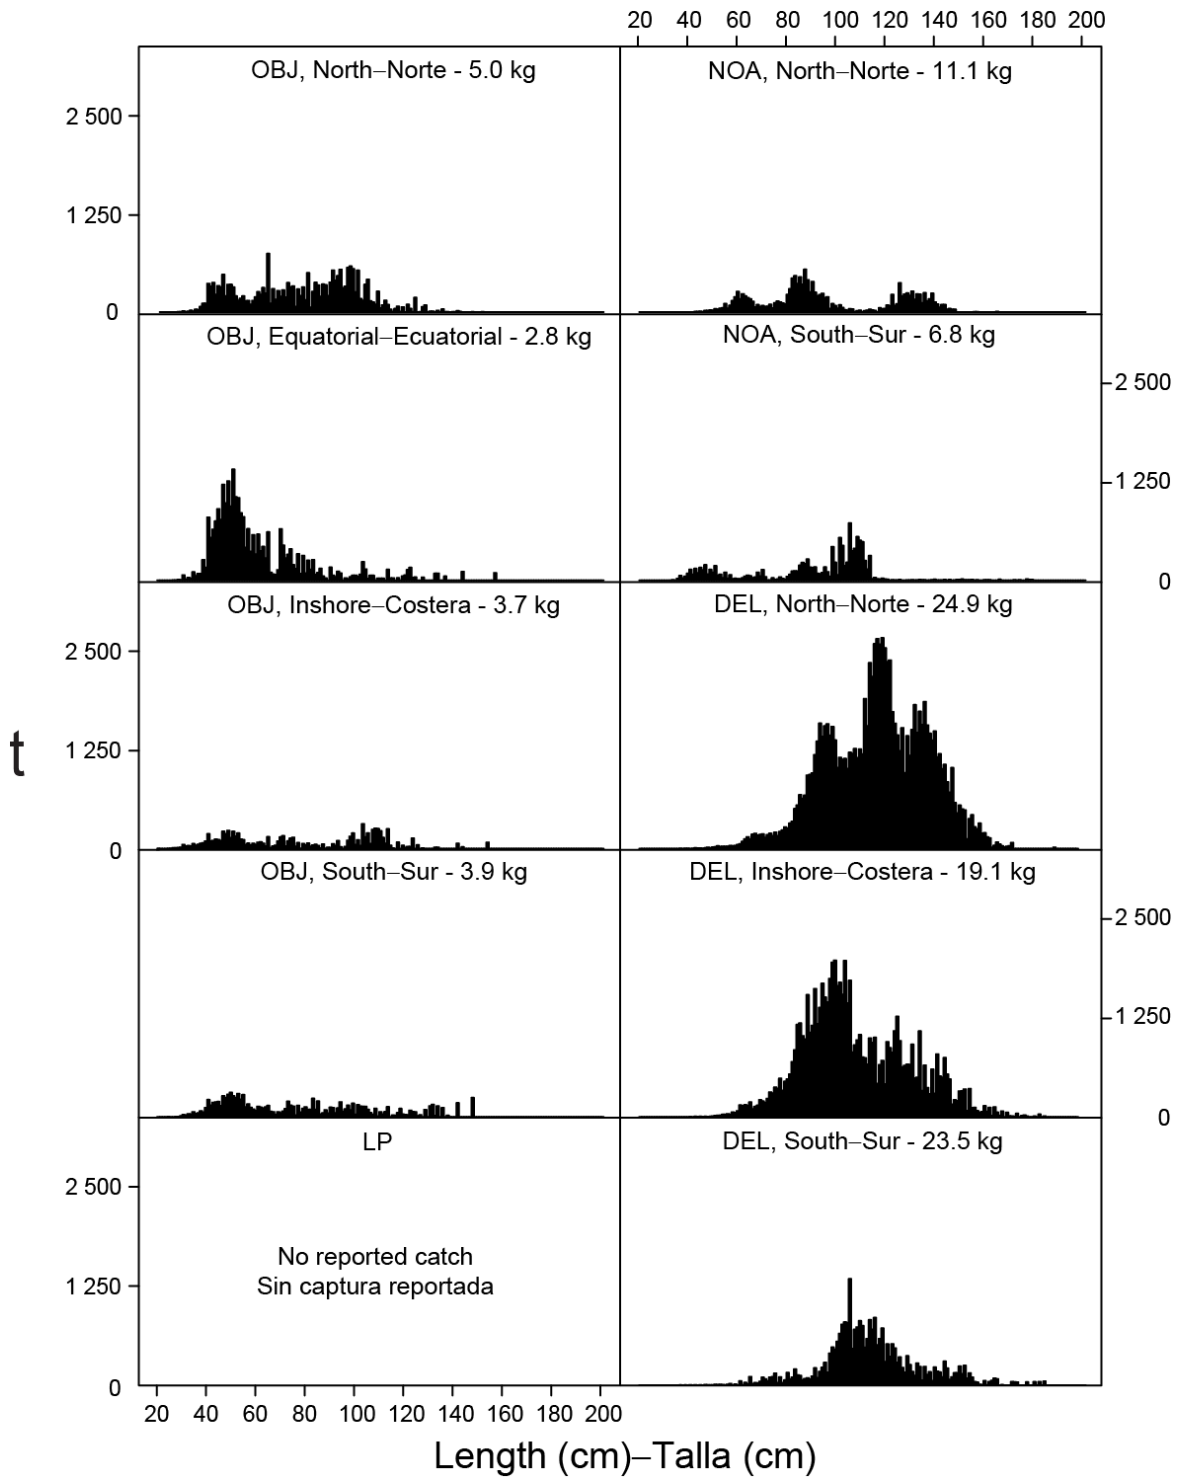 20 40 60 80 100 120 140 160 180 200
OBJ, North–Norte - 5.0 kg
NOA, North–Norte - 11.1 kg
2 500
1 250
0
OBJ, Equatorial–Ecuatorial - 2.8 kg
NOA, South–Sur - 6.8 kg
2 500
1 250
0
OBJ, Inshore–Costera - 3.7 kg
DEL, North–Norte - 24.9 kg
2 500
t
1 250
0
OBJ, South–Sur - 3.9 kg
DEL, Inshore–Costera - 19.1 kg
2 500
1 250
0
LP
DEL, South–Sur - 23.5 kg
2 500
No reported catch
Sin captura reportada
1 250
0
20 40 60 80 100 120 140 160 180 200
Length (cm)–Talla (cm)